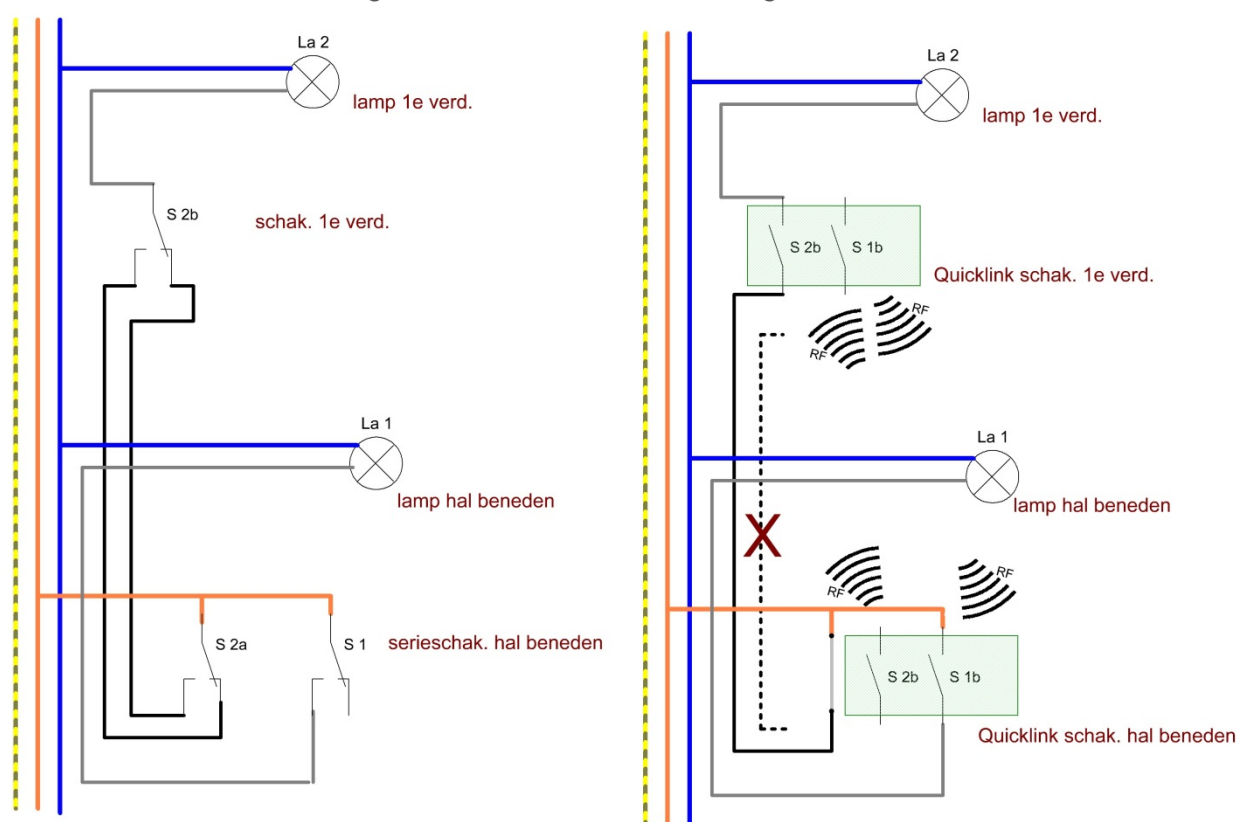 La 2
lamp 1e verd.
S 2b
schak. 1e verd.
La 1
lamp hal beneden
S 2a
S 1
serieschak. hal beneden
La 2
lamp 1e verd.
S 2b
S 1b
Quicklink schak. 1e verd.
RF
RF
La 1
lamp hal beneden
X
RF
RF
S 2b
S 1b
Quicklink schak. hal beneden